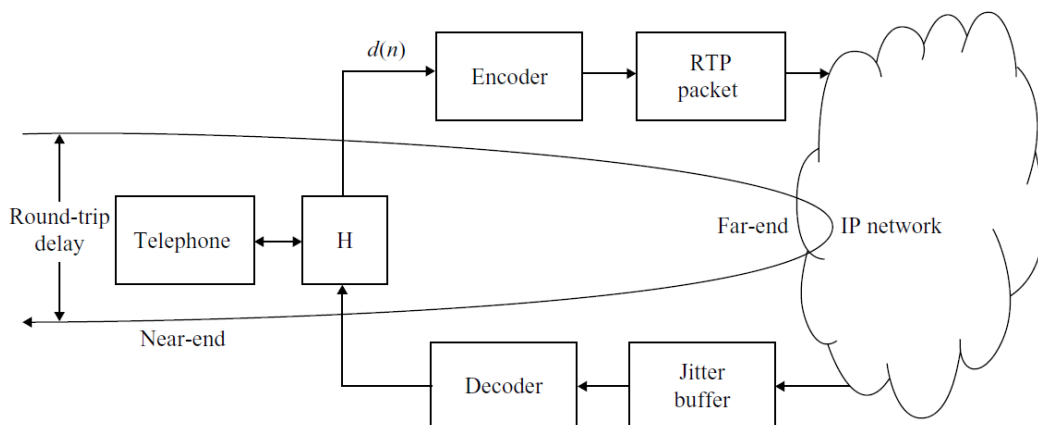 d(n)
Encoder
RTP
packet
Round-trip
delay
Telephone
H
Far-end
IP network
Near-end
Decoder
Jitter
buffer